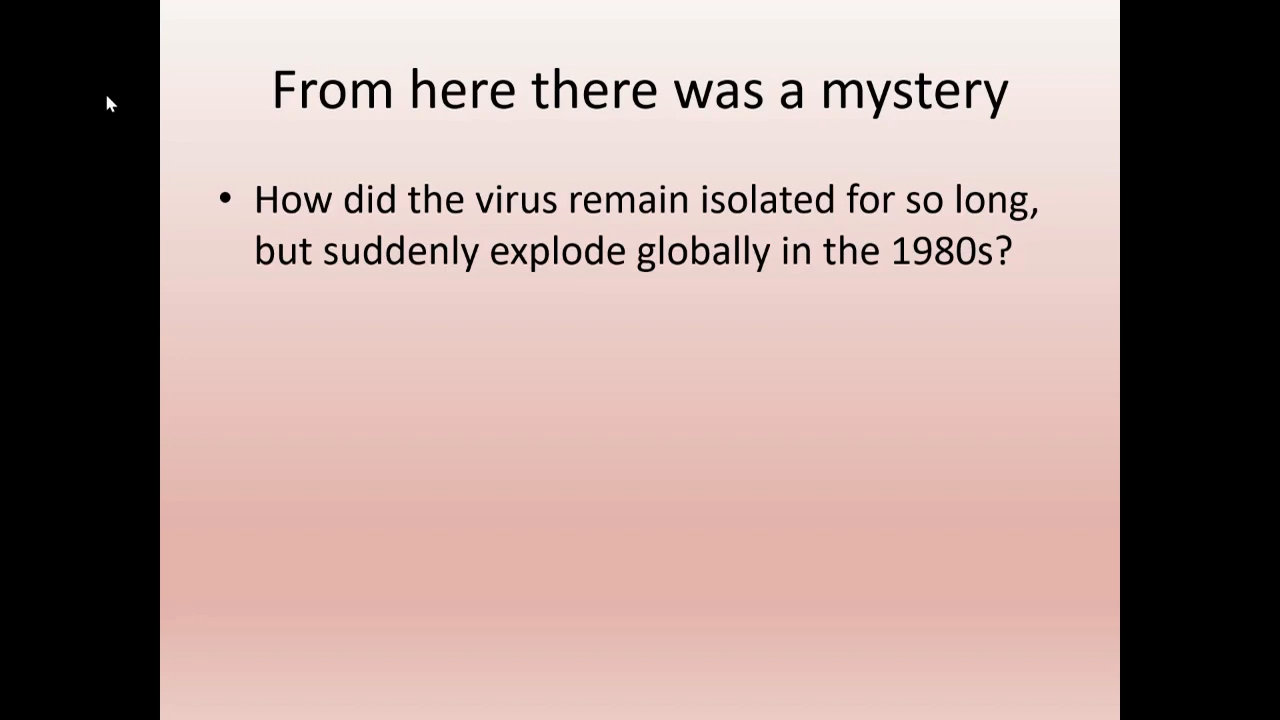 From here there was a mystery
• How did the virus remain isolated for so long,
but suddenly explode globally in the 1980s?